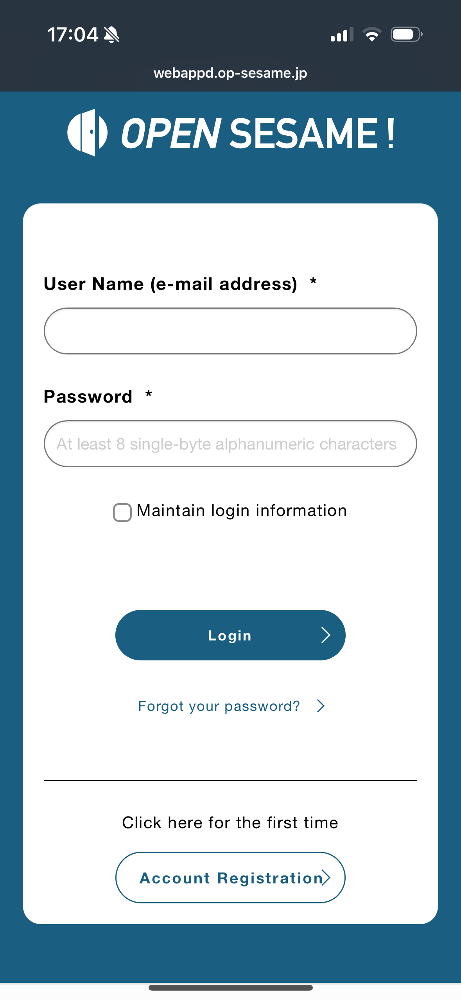 17:04
webappd.op-sesame.jp
OPEN SESAME !
User Name (e-mail address) *
Password *
At least 8 single-byte alphanumeric characters
Maintain login information
Login
Forgot your password?
Click here for the first time
Account Registration